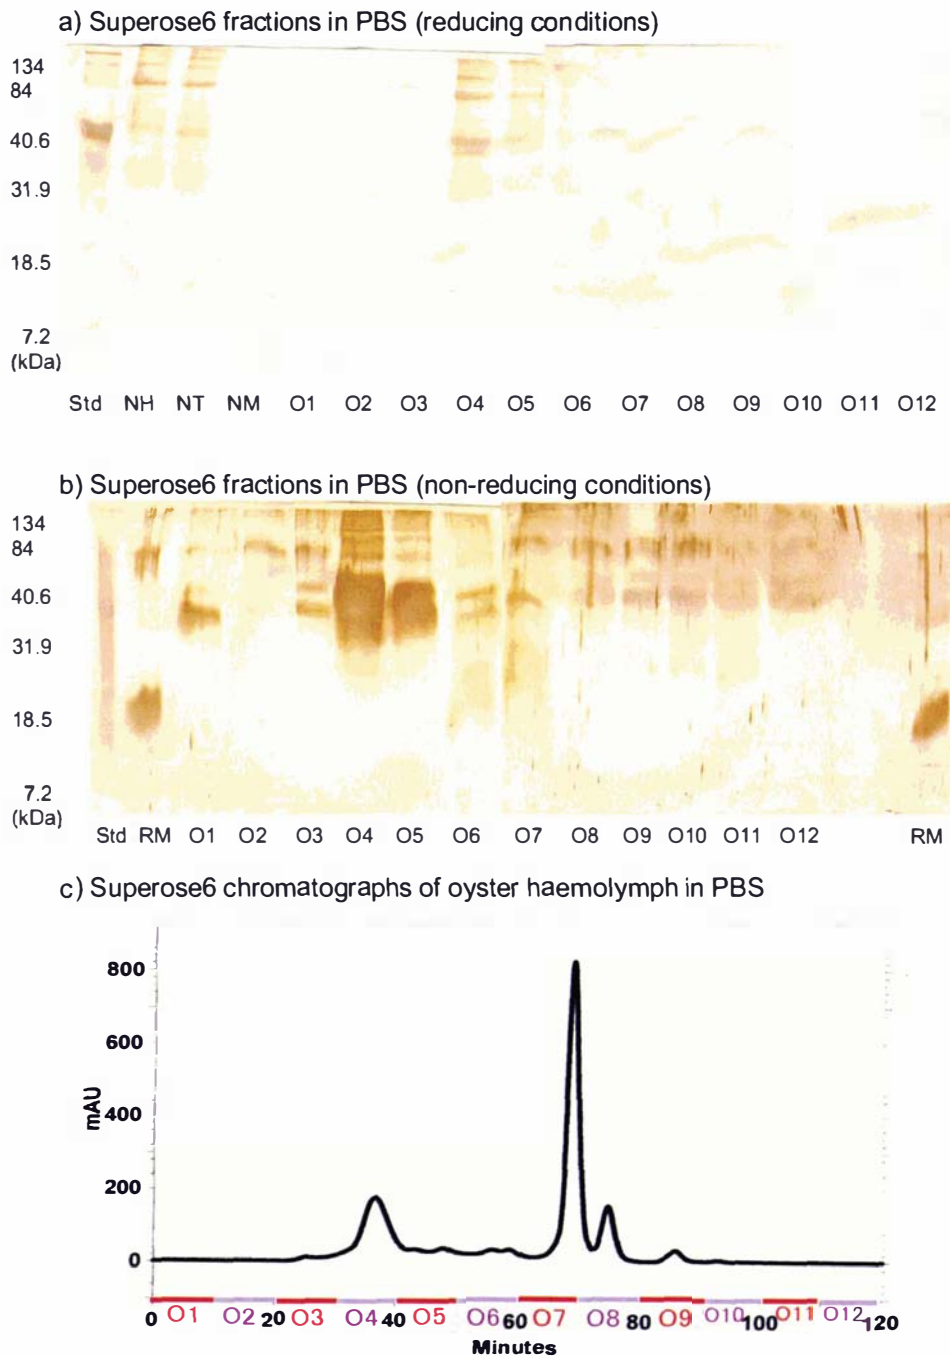 a) Superose6 fractions in PBS (reducing conditions)
134
84
40.6
31.9
18.5
7.2
(kDa)
Std NH NT NM O1 O2 O3 O4 O5 O6 O7 O8 O9 O10 O11 O12
b) Superose6 fractions in PBS (non-reducing conditions)
134
84
40.6
31.9
18.5
7.2
(kDa)
Std RM O1 O2 O3 O4 O5 O6 O7 O8 O9 O10 O11 O12 RM
c) Superose6 chromatographs of oyster haemolymph in PBS
800
600
mAU
400
200
0
O1 O2 O3 O4 O5 O6 O7 O8 O9 O10 O11 O12
0 20 40 60 80 100 120
Minutes